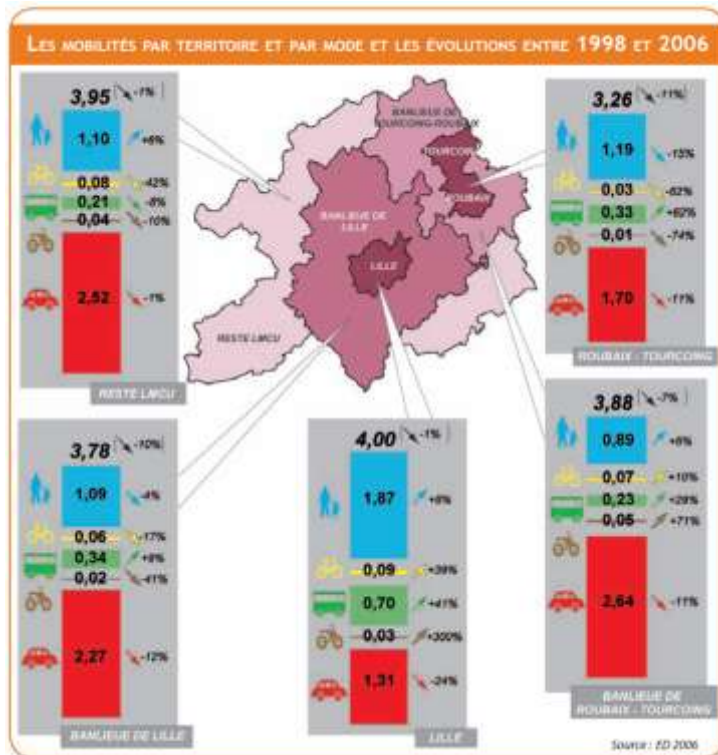 LES MOBILITÉS PAR TERRITOIRE ET PAR MODE ET LES ÉVOLUTIONS ENTRE 1998 ET 2006
3,95 -1%
1,10 +6%
0,08 -42%
0,21 -8%
0,04 -10%
2,52 -1%
RESTE LMCU
BANLIEUE DE TOURCOING-ROUBAIX
TOURCOING
ROUBAIX
BANLIEUE DE LILLE
LILLE
RESTE LMCU
3,26 -11%
1,19 -15%
0,03 -52%
0,33 +62%
0,01 -74%
1,70 -11%
ROUBAIX - TOURCOING
3,78 -10%
1,09 -4%
0,06 -17%
0,34 +8%
0,02 -41%
2,27 -12%
BANLIEUE DE LILLE
4,00 -1%
1,87 +6%
0,09 +39%
0,70 +41%
0,03 +300%
1,31 -24%
LILLE
3,88 -7%
0,89 +6%
0,07 +10%
0,23 +28%
0,05 +71%
2,64 -11%
BANLIEUE DE
ROUBAIX - TOURCOING
Source : ED 2006